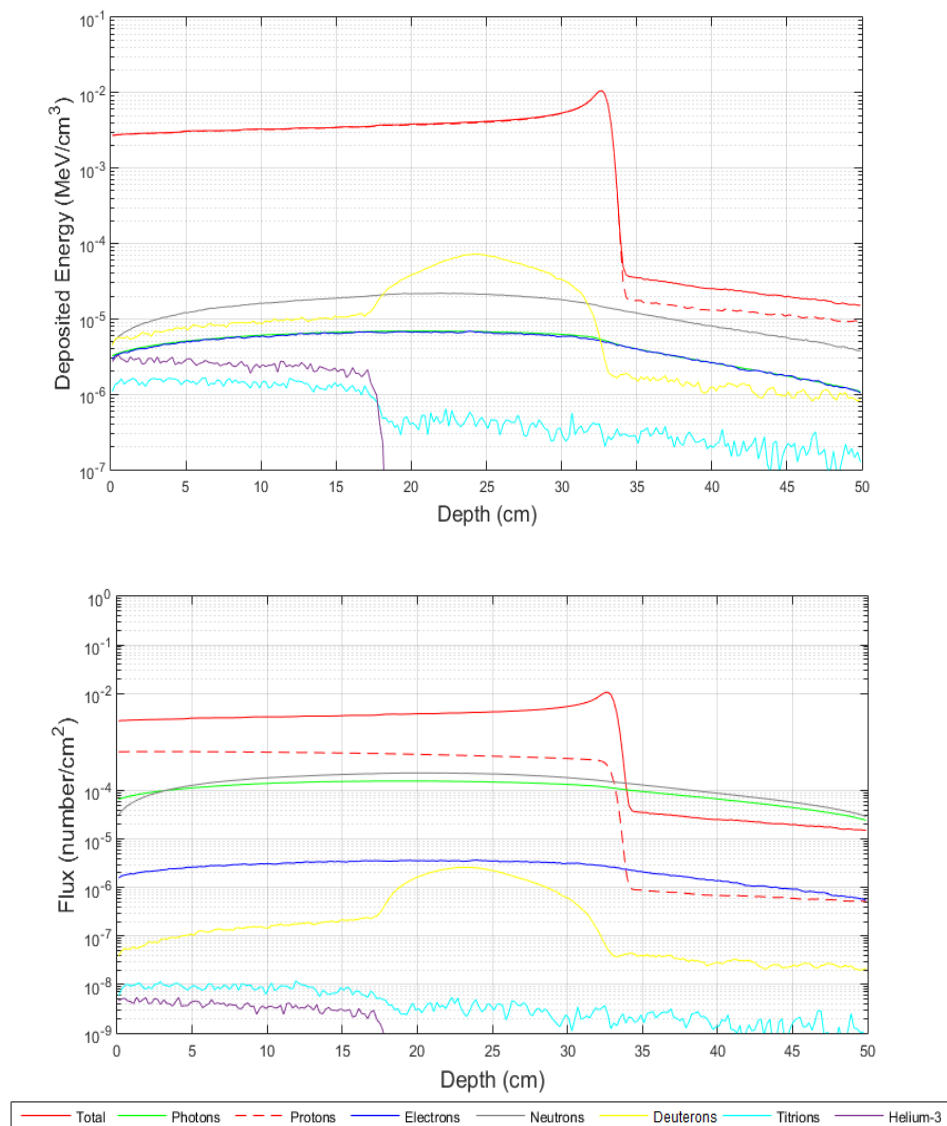 10^-1
10^-2
10^-3
10^-4
10^-5
10^-6
10^-7
Deposited Energy (MeV/cm^3)
0 5 10 15 20 25 30 35 40 45 50
Depth (cm)
10^0
10^-1
10^-2
10^-4
10^-5
10^-6
10^-7
10^-8
10^-9
Flux (number/cm^2)
0 5 10 15 20 25 30 35 40 45 50
Depth (cm)
Total Photons Protons Electrons Neutrons Deuterons Titrions Helium-3